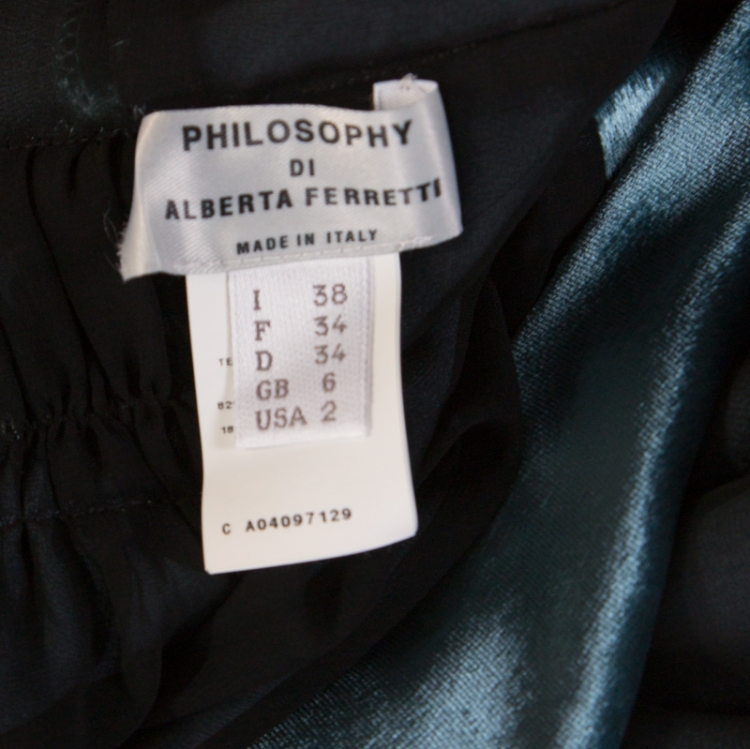 PHILOSOPHY
DI
ALBERTA FERRETTI
MADE IN ITALY
I 38
F 34
D 34
GB 6
USA 2
C A04097129